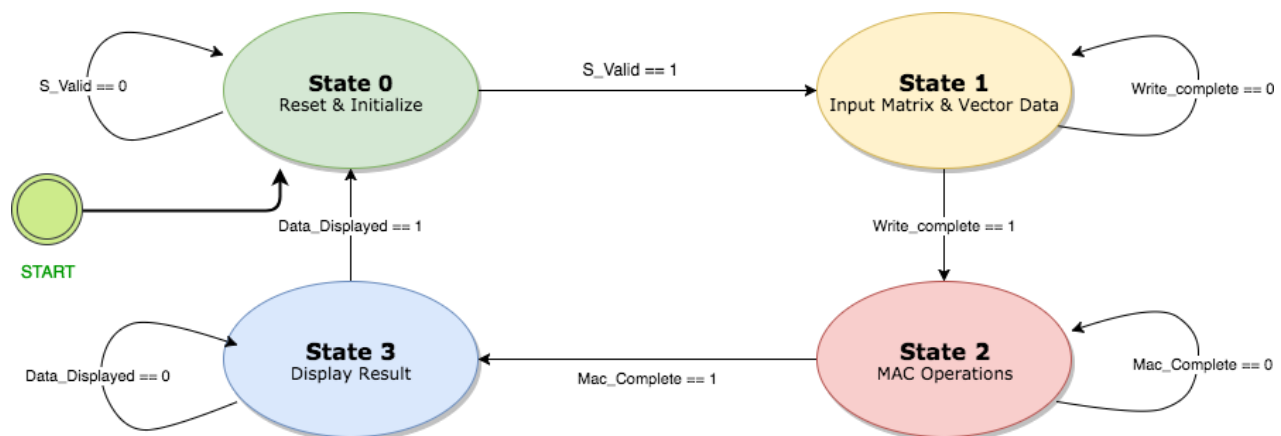 State 0
Reset & Initialize
S_Valid == 0
S_Valid == 1
State 1
Input Matrix & Vector Data
Write_complete == 0
START
Data_Displayed == 1
Write_complete == 1
State 3
Display Result
Data_Displayed == 0
Mac_Complete == 1
State 2
MAC Operations
Mac_Complete == 0